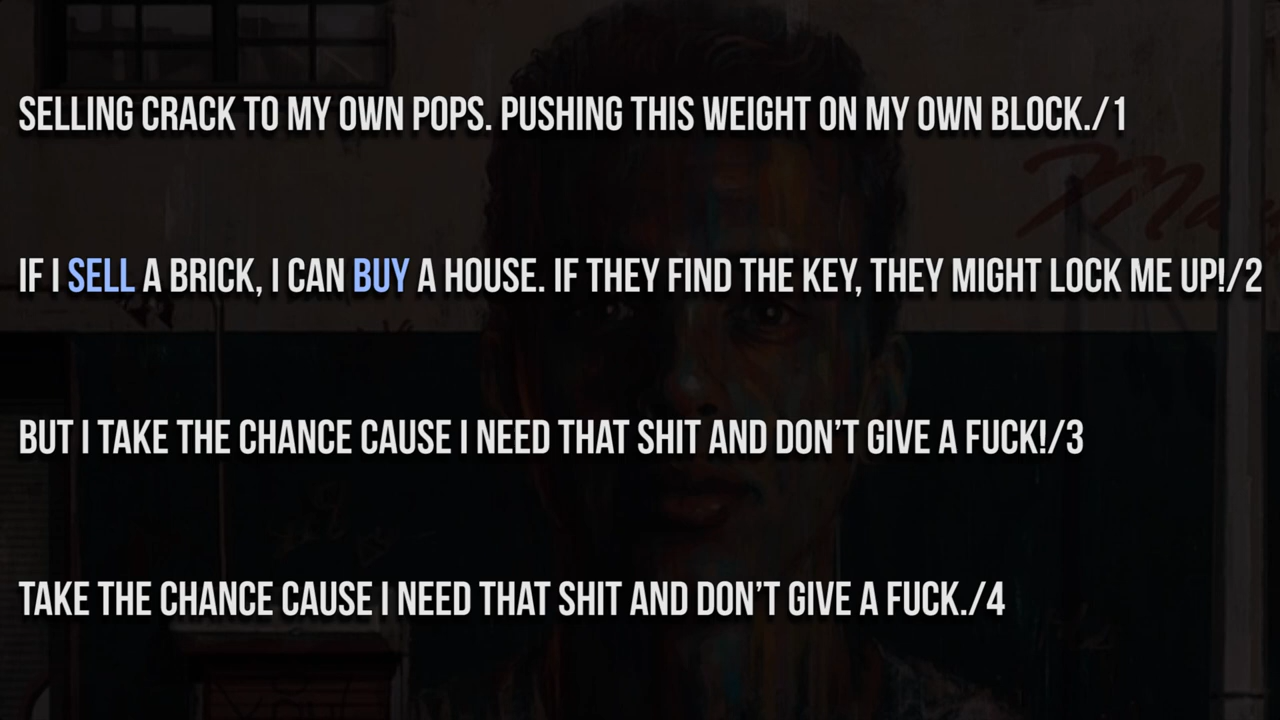 SELLING CRACK TO MY OWN POPS. PUSHING THIS WEIGHT ON MY OWN BLOCK./1
IF I SELL A BRICK, I CAN BUY A HOUSE. IF THEY FIND THE KEY, THEY MIGHT LOCK ME UP!/2
BUT I TAKE THE CHANCE CAUSE I NEED THAT SHIT AND DON'T GIVE A FUCK!/3
TAKE THE CHANCE CAUSE I NEED THAT SHIT AND DON'T GIVE A FUCK./4